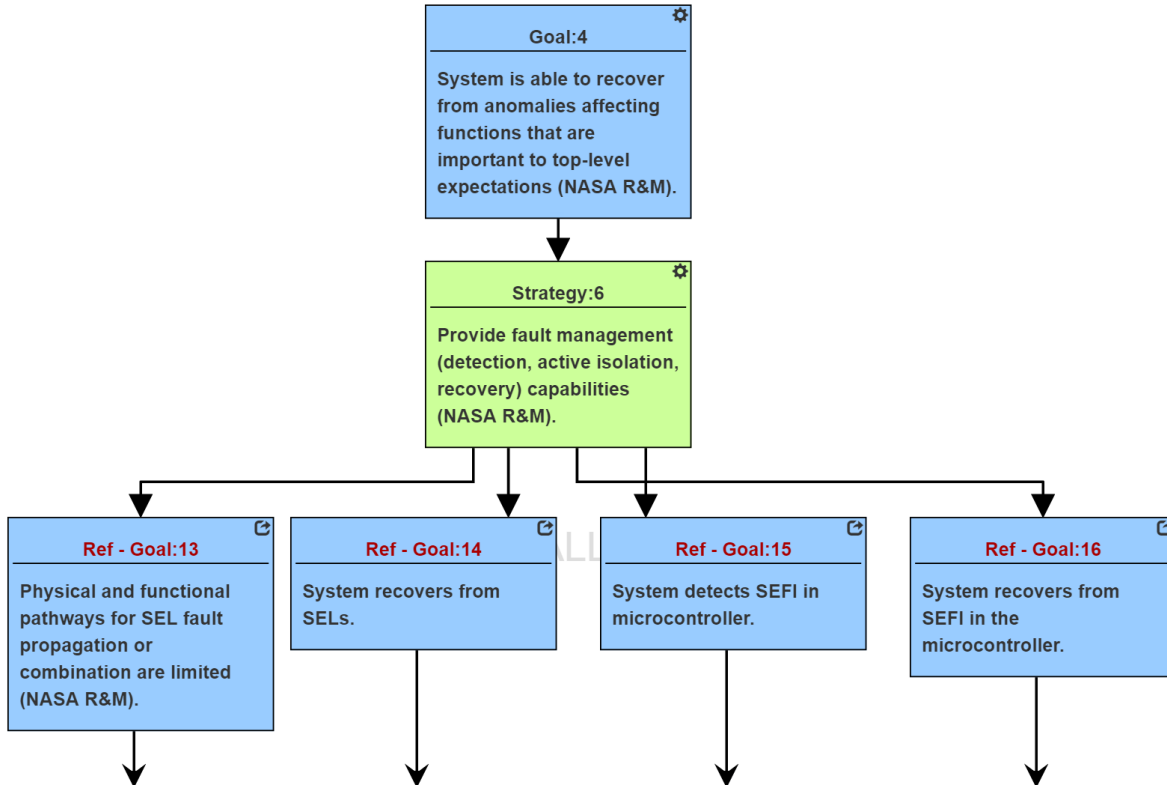 Goal:4
System is able to recover
from anomalies affecting
functions that are
important to top-level
expectations (NASA R&M).
Strategy:6
Provide fault management
(detection, active isolation,
recovery) capabilities
(NASA R&M).
Ref - Goal:13
Physical and functional
pathways for SEL fault
propagation or
combination are limited
(NASA R&M).
Ref - Goal:14
System recovers from
SELs.
Ref - Goal:15
System detects SEFI in
microcontroller.
Ref - Goal:16
System recovers from
SEFI in the
microcontroller.